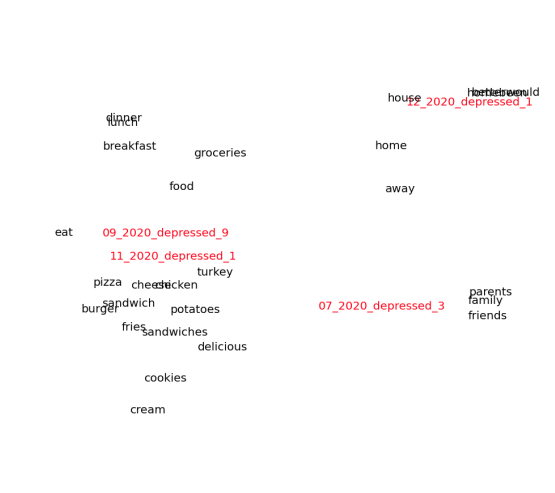 house
12_2020_depressed_1
dinner
lunch
breakfast
groceries
home
food
away
eat
09_2020_depressed_9
11_2020_depressed_1
turkey
pizza
cheese
chicken
parents
family
friends
sandwich
burger
potatoes
07_2020_depressed_3
fries
sandwiches
delicious
cookies
cream